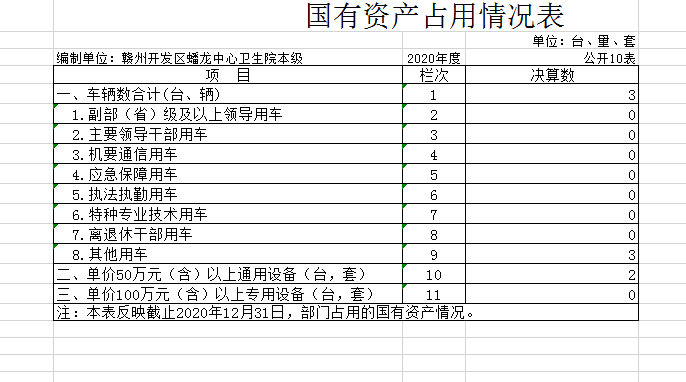 国有资产占用情况表
单位：台、量、套
编制单位：赣州开发区蟠龙中心卫生院本级 2020年度 公开10表
项 目 栏次 决算数
一、车辆数合计(台、辆) 1 3
1.副部（省）级及以上领导用车 2 0
2.主要领导干部用车 3 0
3.机要通信用车 4 0
4.应急保障用车 5 0
5.执法执勤用车 6 0
6.特种专业技术用车 7 0
7.离退休干部用车 8 0
8.其他用车 9 3
二、单价50万元（含）以上通用设备（台，套） 10 2
三、单价100万元（含）以上专用设备（台，套） 11 0
注：本表反映截止2020年12月31日，部门占用的国有资产情况。